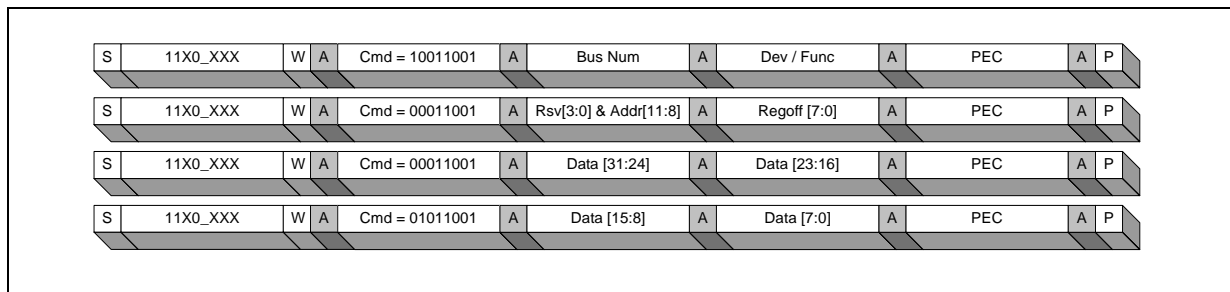 S 11X0_XXX W A Cmd = 10011001 A Bus Num A Dev / Func A PEC A P
S 11X0_XXX W A Cmd = 00011001 A Rsv[3:0] & Addr[11:8] A Regoff [7:0] A PEC A P
S 11X0_XXX W A Cmd = 00011001 A Data [31:24] A Data [23:16] A PEC A P
S 11X0_XXX W A Cmd = 01011001 A Data [15:8] A Data [7:0] A PEC A P